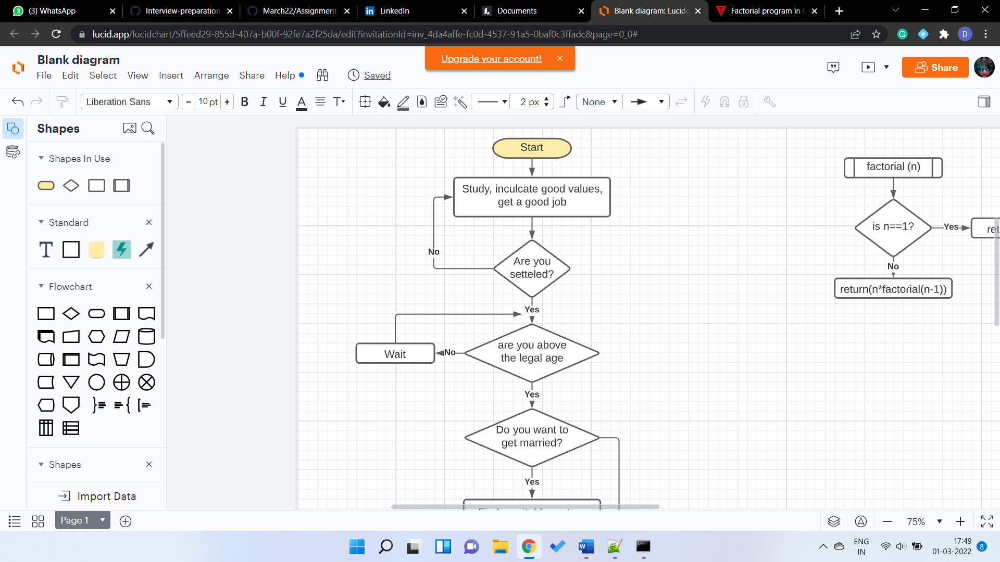 (3) WhatsApp
Interview-preparation
March22/Assignment
LinkedIn
Documents
Blank diagram: Lucidc
Factorial program in C
lucid.app/lucidchart/5ffeed29-855d-407a-b00f-92fe7a2f25da/edit?invitationId=inv_4da4affe-fc0d-4537-91a5-0baf0c3ffadc&page=0_0#
D
Blank diagram
Upgrade your account!
File Edit Select View Insert Arrange Share Help
Saved
Share
Liberation Sans
10 pt
B I U A T
2 px
None
Shapes
Shapes In Use
Standard
T
Flowchart
Shapes
Import Data
Start
Study, inculcate good values,
get a good job
No
Are you
setteled?
Yes
Wait
No
are you above
the legal age
Yes
Do you want to
get married?
Yes
factorial (n)
is n==1?
Yes
ret
No
return(n*factorial(n-1))
Page 1
75%
ENG
IN
17:49
01-03-2022
8